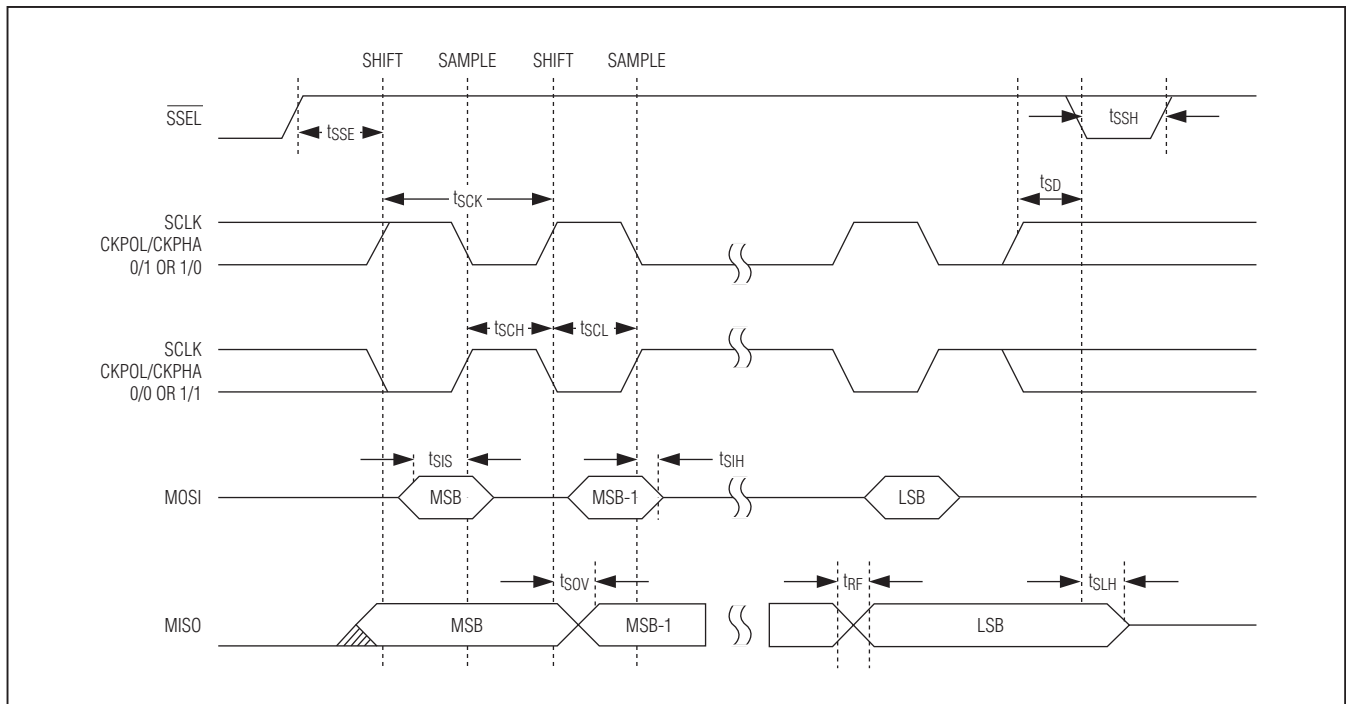 SHIFT SAMPLE SHIFT SAMPLE
SSEL
tSSE
tSSH
tSCK
tSD
SCLK
CKPOL/CKPHA
0/1 OR 1/0
tSCH
tSCL
SCLK
CKPOL/CKPHA
0/0 OR 1/1
tSIS
tSIH
MOSI
MSB
MSB-1
LSB
tSOV
tRF
tSLH
MISO
MSB
MSB-1
LSB